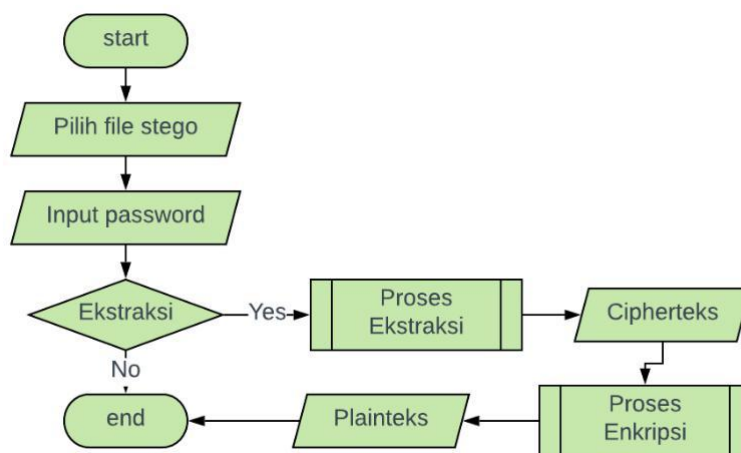 start
Pilih file stego
Input password
Ekstraksi
Yes
Proses
Ekstraksi
Cipherteks
No
end
Plainteks
Proses
Enkripsi